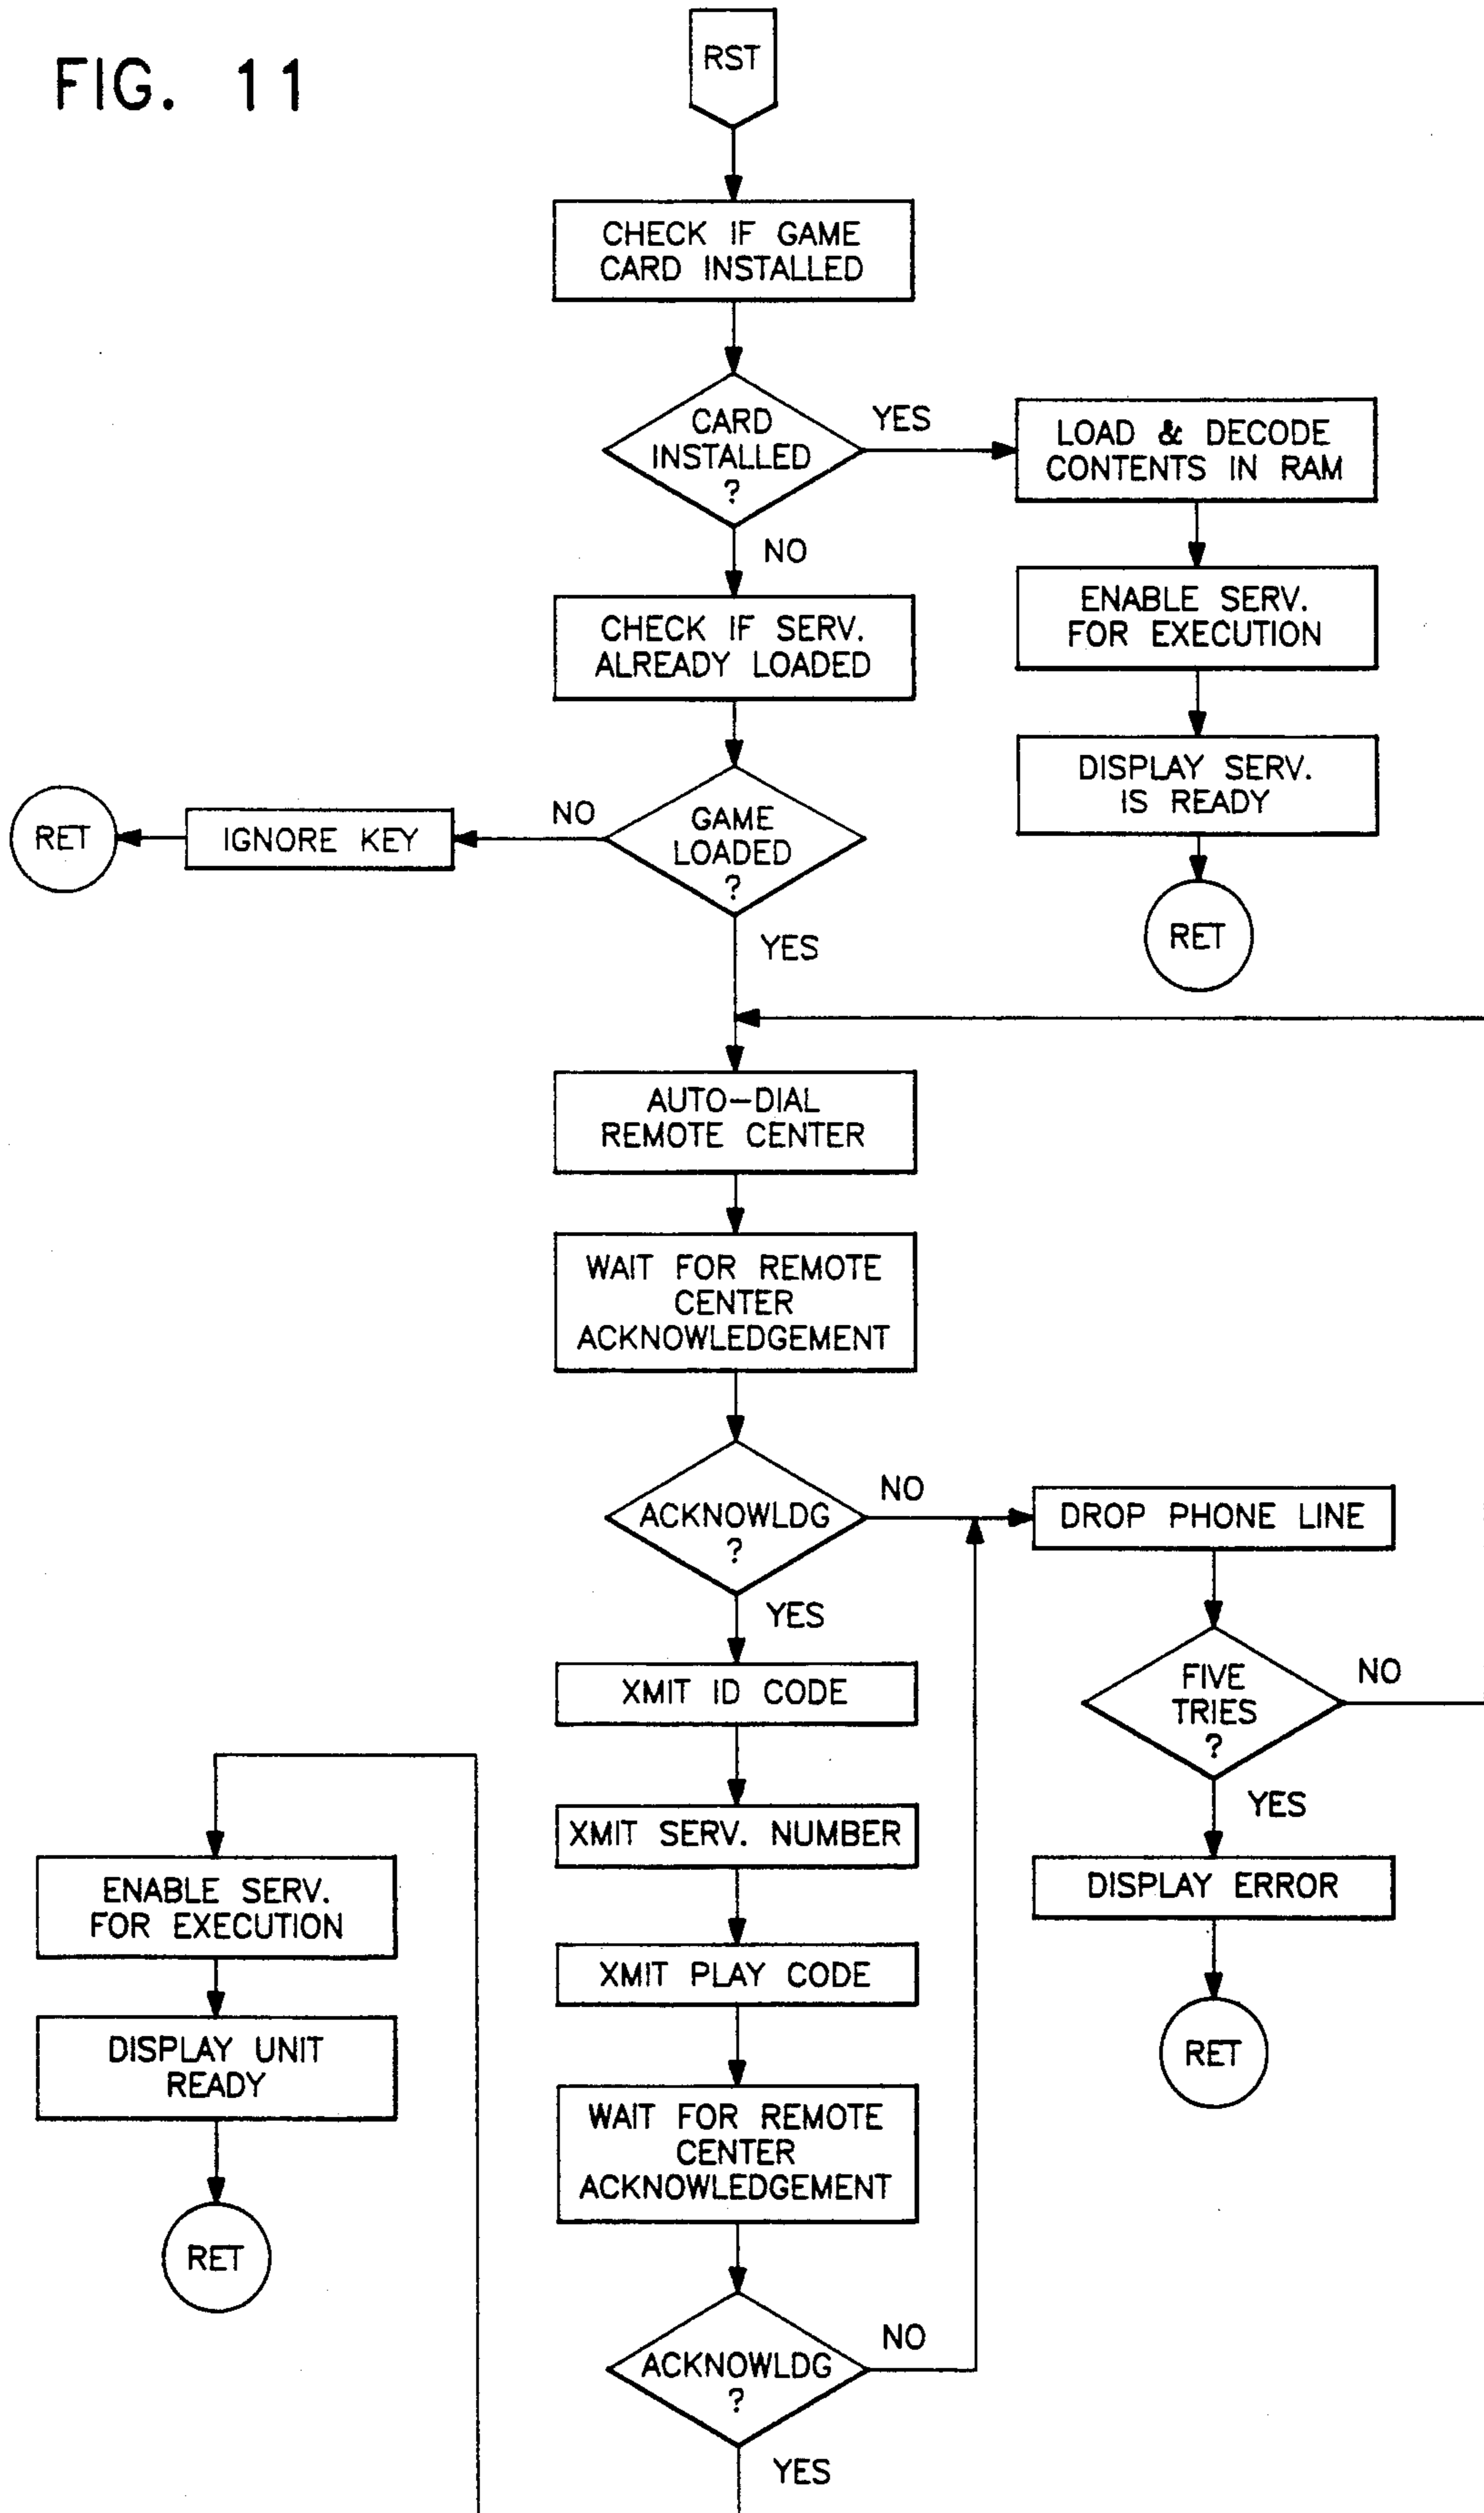 FIG. 11
RST
CHECK IF GAME
CARD INSTALLED
CARD
INSTALLED
?
YES
LOAD & DECODE
CONTENTS IN RAM
NO
ENABLE SERV.
FOR EXECUTION
CHECK IF SERV.
ALREADY LOADED
DISPLAY SERV.
IS READY
RET
IGNORE KEY
NO
GAME
LOADED
?
RET
YES
AUTO-DIAL
REMOTE CENTER
WAIT FOR REMOTE
CENTER
ACKNOWLEDGEMENT
ACKNOWLDG
?
NO
DROP PHONE LINE
YES
FIVE
TRIES
?
NO
XMIT ID CODE
YES
XMIT SERV. NUMBER
DISPLAY ERROR
ENABLE SERV.
FOR EXECUTION
XMIT PLAY CODE
RET
DISPLAY UNIT
READY
WAIT FOR REMOTE
CENTER
ACKNOWLEDGEMENT
RET
ACKNOWLDG
?
NO
YES